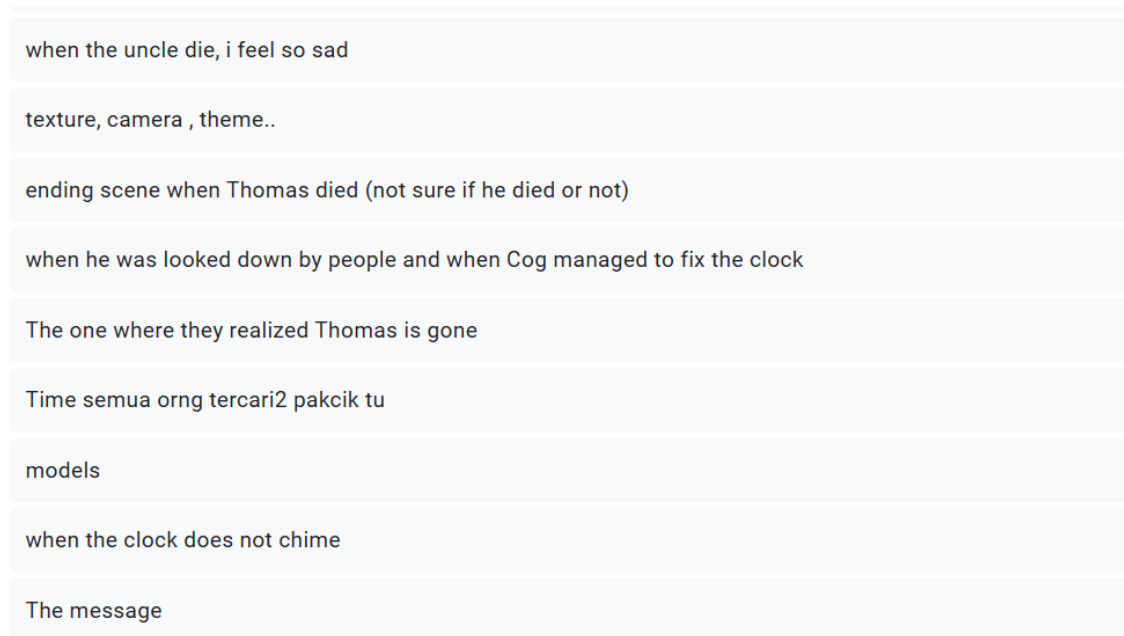 when the uncle die, i feel so sad
texture, camera , theme..
ending scene when Thomas died (not sure if he died or not)
when he was looked down by people and when Cog managed to fix the clock
The one where they realized Thomas is gone
Time semua orng tercari2 pakcik tu
models
when the clock does not chime
The message